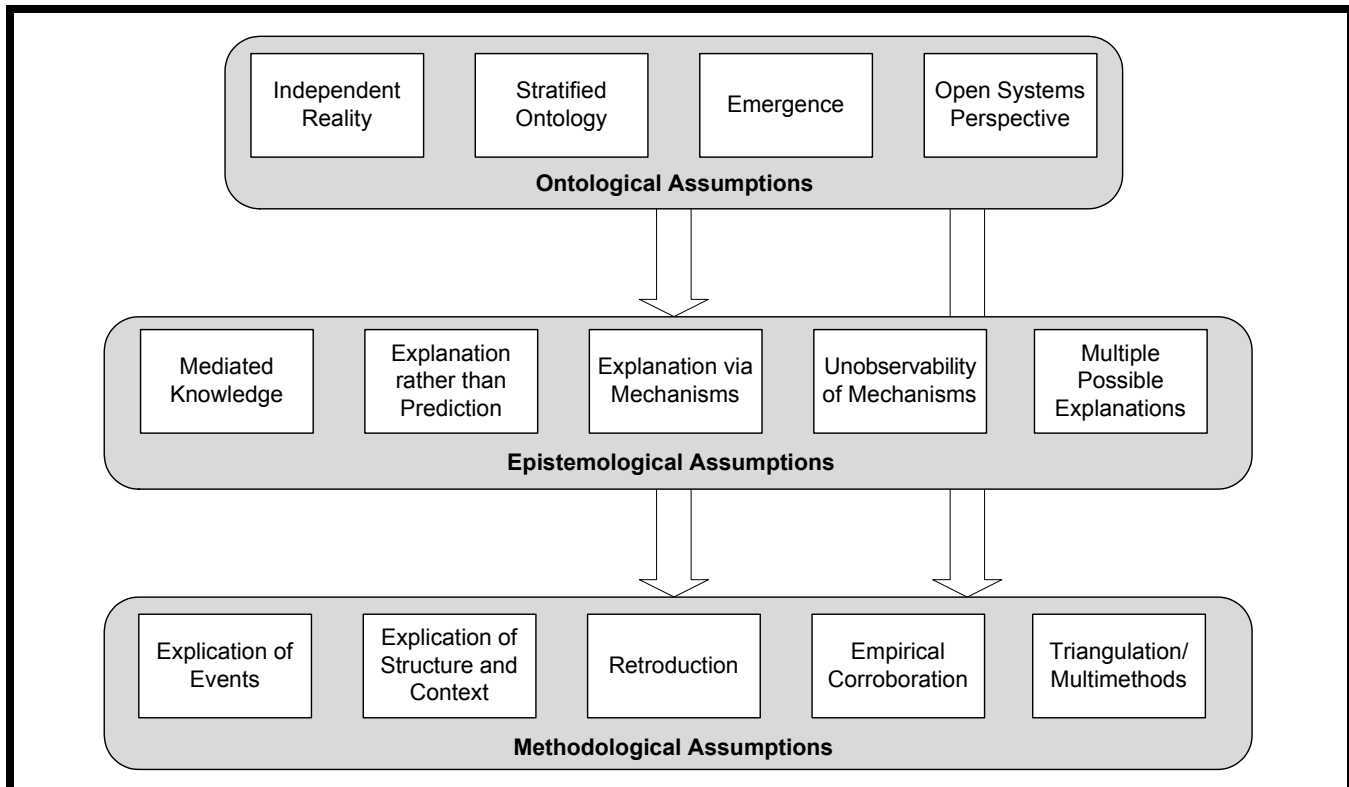 Independent
Reality
Stratified
Ontology
Emergence
Open Systems
Perspective
Ontological Assumptions
Mediated
Knowledge
Explanation
rather than
Prediction
Explanation via
Mechanisms
Unobservability
of Mechanisms
Multiple
Possible
Explanations
Epistemological Assumptions
Explication of
Events
Explication of
Structure and
Context
Retroduction
Empirical
Corroboration
Triangulation/
Multimethods
Methodological Assumptions